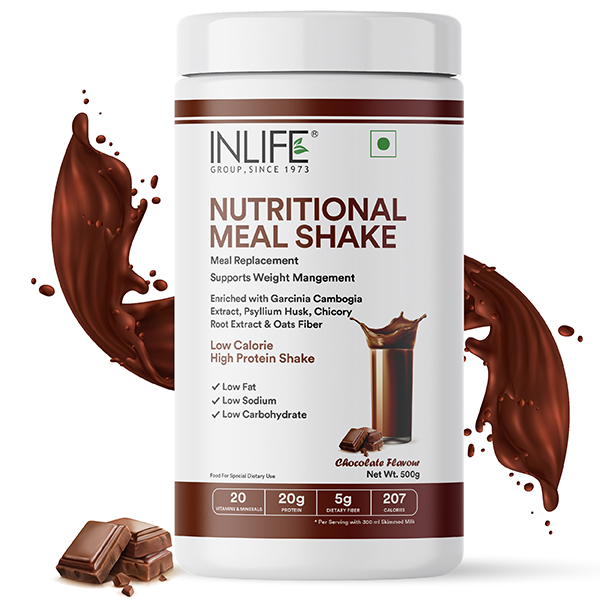 INLIFE®
GROUP, SINCE 1973
NUTRITIONAL
MEAL SHAKE
Meal Replacement
Supports Weight Mangement
Enriched with Garcinia Cambogia
Extract, Psyllium Husk, Chicory
Root Extract & Oats Fiber
Low Calorie
High Protein Shake
✓ Low Fat
✓ Low Sodium
✓ Low Carbohydrate
Chocolate Flavour
Food For Special Dietary Use
Net Wt. 500g
20 20g 5g 207
VITAMINS & MINERALS PROTEIN DIETARY FIBER CALORIES
* Per Serving with 300 ml Skimmed Milk